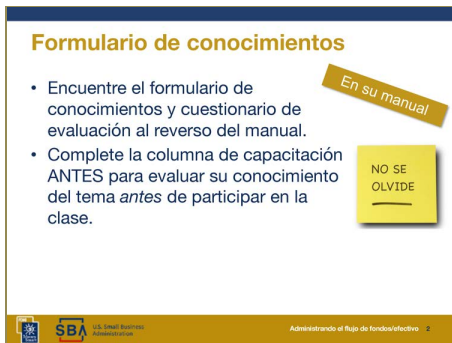 Formulario de conocimientos
En su manual
• Encuentre el formulario de
conocimientos y cuestionario de
evaluación al reverso del manual.
• Complete la columna de capacitación
ANTES para evaluar su conocimiento
del tema antes de participar en la
clase.
NO SE
OLVIDE
SBA
U.S. Small Business
Administration
Administrando el flujo de fondos/efectivo 2